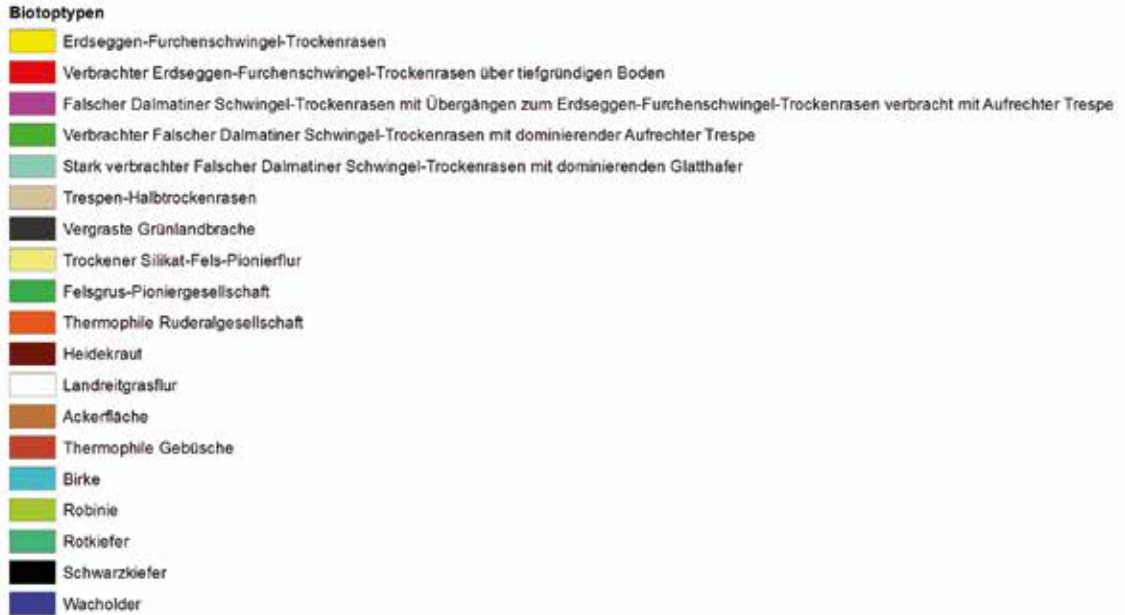 Biotoptypen
Erdseggen-Furchenschwingel-Trockenrasen
Verbrachter Erdseggen-Furchenschwingel-Trockenrasen über tiefgründigen Boden
Falscher Dalmatiner Schwingel-Trockenrasen mit Übergängen zum Erdseggen-Furchenschwingel-Trockenrasen verbracht mit Aufrechter Trespe
Verbrachter Falscher Dalmatiner Schwingel-Trockenrasen mit dominierender Aufrechter Trespe
Stark verbrachter Falscher Dalmatiner Schwingel-Trockenrasen mit dominierenden Glatthafer
Trespen-Halbtrockenrasen
Vergraste Grünlandbrache
Trockener Silikat-Fels-Pionierflur
Felsgrus-Pioniergesellschaft
Thermophile Ruderalgesellschaft
Heidekraut
Landreitgrasflur
Ackerfläche
Thermophile Gebüsche
Birke
Robinie
Rotkiefer
Schwarzkiefer
Wacholder